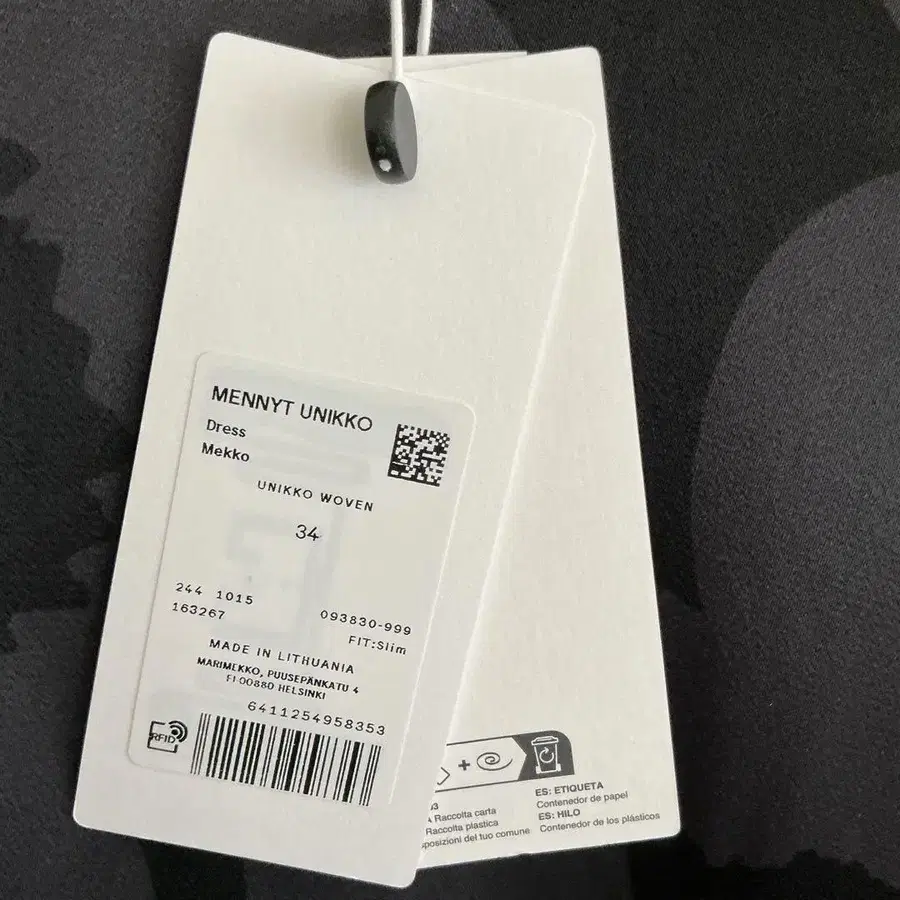 MENNYT UNIKKO
Dress
Mekko
UNIKKO WOVEN
34
244 1015
163267
093830-999
FIT:Slim
MADE IN LITHUANIA
MARIMEKKO, PUUSEPÄNKATU 4
FI 00880 HELSINKI
6411254958353
RFID
+
Raccolta carta
Raccolta plastica
sposizioni del tuo comune
ES: ETIQUETA
Contenedor de papel
ES: HILO
Contenedor de los plásticos